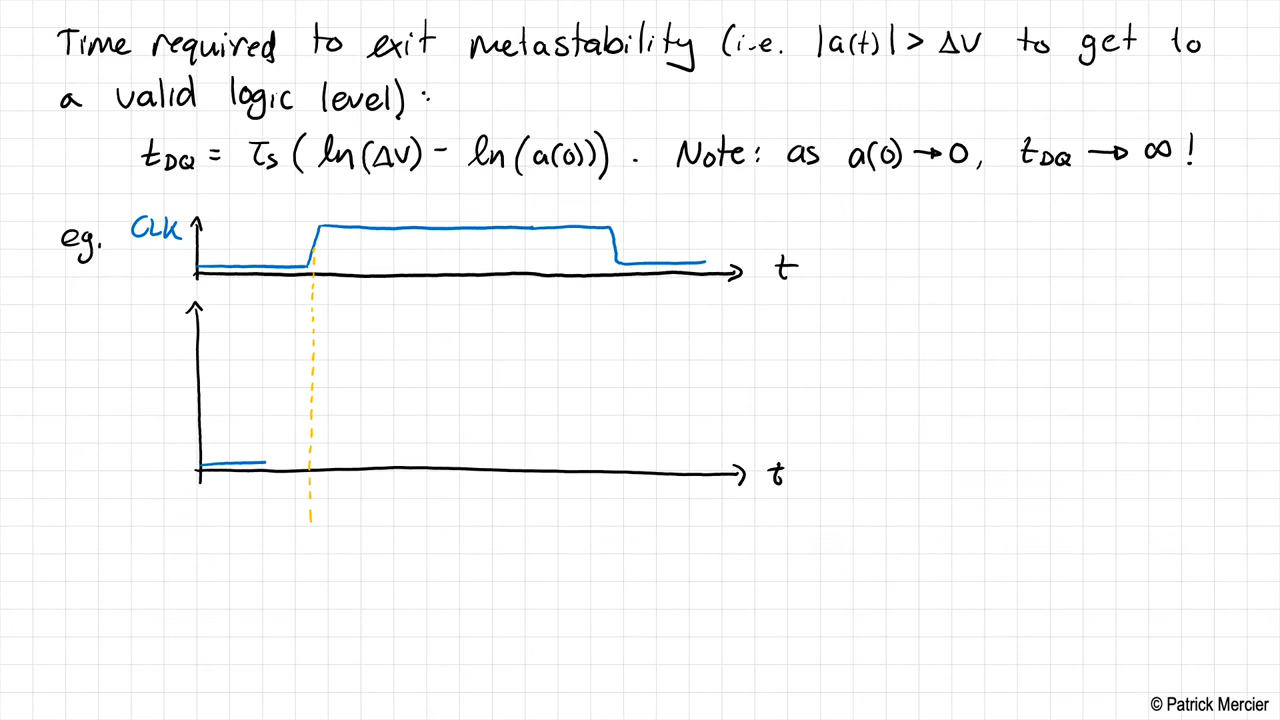 Time required to exit metastability (i.e. |a(t)| > ΔV to get to
a valid logic level):
t_DQ = τ_s ( ln(ΔV) - ln(a(0)) ). Note: as a(0) → 0, t_DQ → ∞!
eg. CLK
t
t
© Patrick Mercier